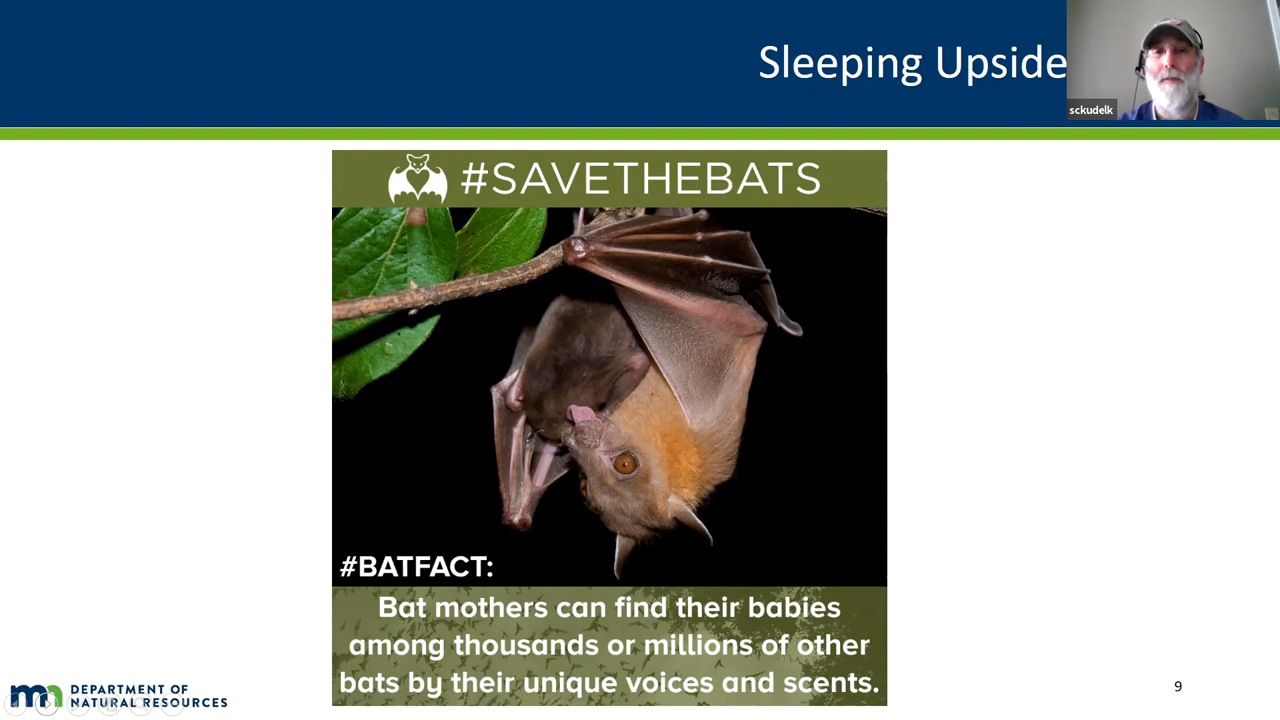 Sleeping Upside
sckudelk
#SAVETHEBATS
#BATFACT:
Bat mothers can find their babies
among thousands or millions of other
bats by their unique voices and scents.
DEPARTMENT OF
NATURAL RESOURCES
9